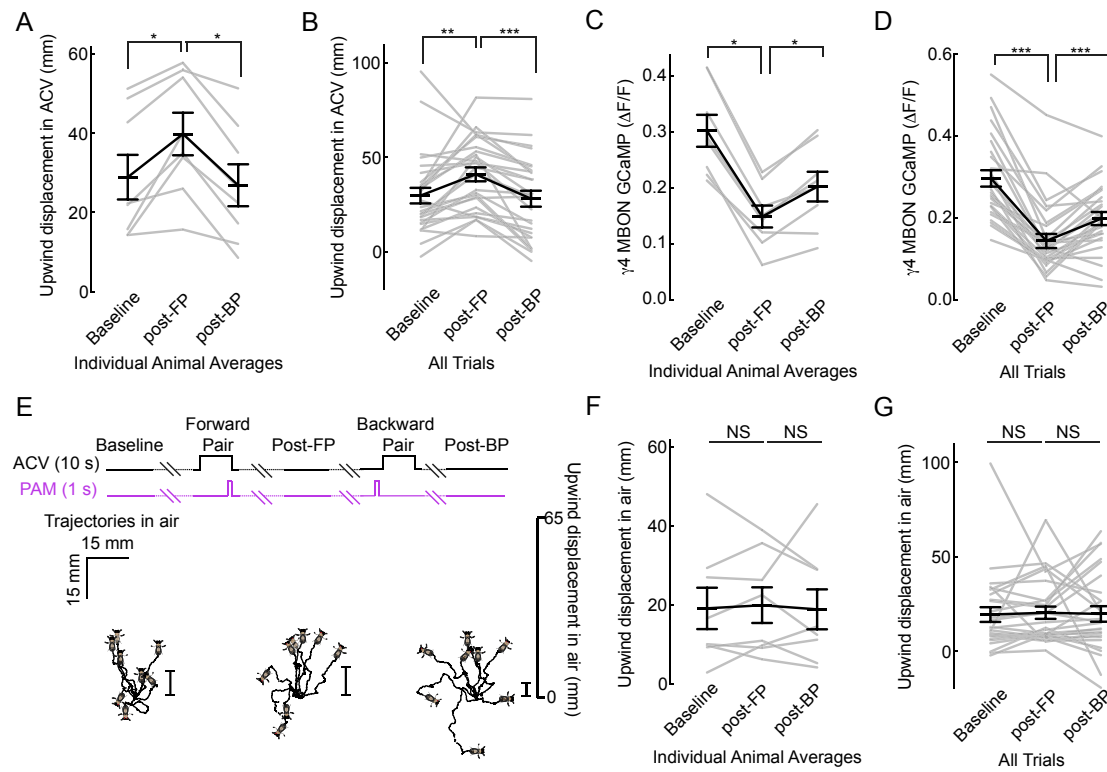 A
Upwind displacement in ACV (mm)
60
40
20
0
*
*
Baseline
post-FP
post-BP
Individual Animal Averages
B
Upwind displacement in ACV (mm)
100
50
0
**
***
Baseline
post-FP
post-BP
All Trials
C
γ4 MBON GCaMP (ΔF/F)
0.4
0.3
0.2
0.1
0.0
*
*
Baseline
post-FP
post-BP
Individual Animal Averages
D
γ4 MBON GCaMP (ΔF/F)
0.6
0.4
0.2
0.0
***
***
Baseline
post-FP
post-BP
All Trials
E
Baseline
Forward
Pair
Post-FP
Backward
Pair
Post-BP
ACV (10 s)
PAM (1 s)
Trajectories in air
15 mm
15 mm
65
0
Upwind displacement in air (mm)
F
Upwind displacement in air (mm)
60
40
20
0
NS
NS
Baseline
post-FP
post-BP
Individual Animal Averages
G
Upwind displacement in air (mm)
100
50
0
NS
NS
Baseline
post-FP
post-BP
All Trials